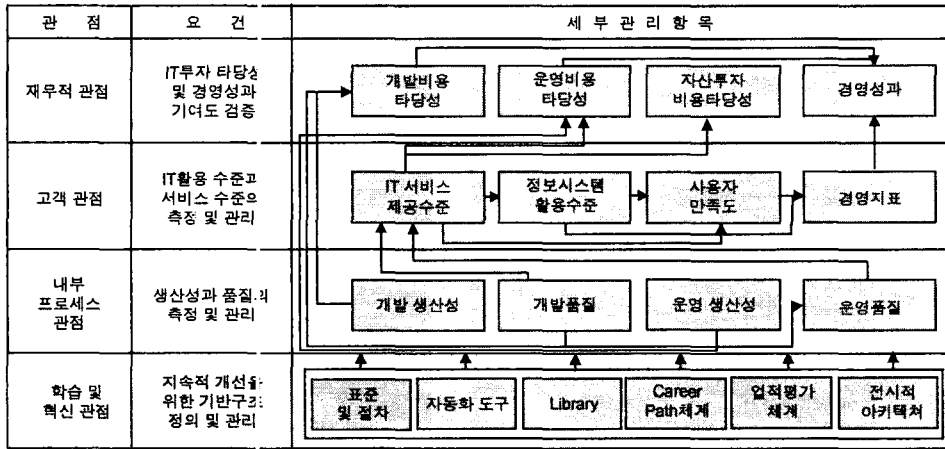 관 점
요 건
세 부 관 리 항 목
재무적 관점
IT투자 타당성
및 경영성과
기여도 검증
개발비용
타당성
운영비용
타당성
자산투자
비용타당성
경영성과
고객 관점
IT활용 수준과
서비스 수준의
측정 및 관리
IT 서비스
제공수준
정보시스템
활용수준
사용자
만족도
경영지표
내부
프로세스
관점
생산성과 품질의
측정 및 관리
개발 생산성
개발품질
운영 생산성
운영품질
학습 및
혁신 관점
지속적 개선을
위한 기반구조
정의 및 관리
표준
및 절차
자동화 도구
Library
Career
Path체계
업적평가
체계
전사적
아키텍쳐